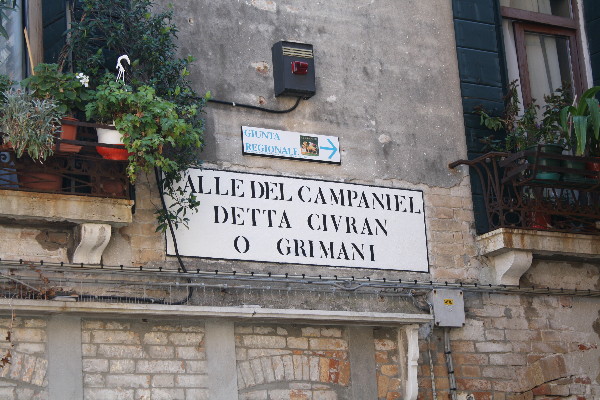 GIUNTA
REGIONALE
ALLE DEL CAMPANIEL
DETTA CIVRAN
O GRIMANI